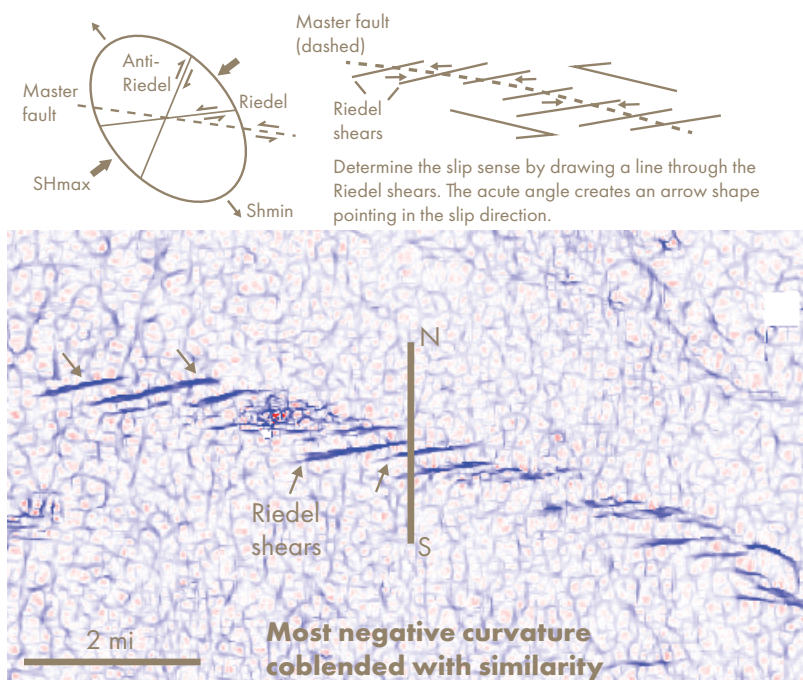 Anti-
Riedel
Master
fault
Riedel
SHmax
Shmin
Master fault
(dashed)
Riedel
shears
Determine the slip sense by drawing a line through the
Riedel shears. The acute angle creates an arrow shape
pointing in the slip direction.
N
Riedel
shears
S
2 mi
Most negative curvature
coblended with similarity